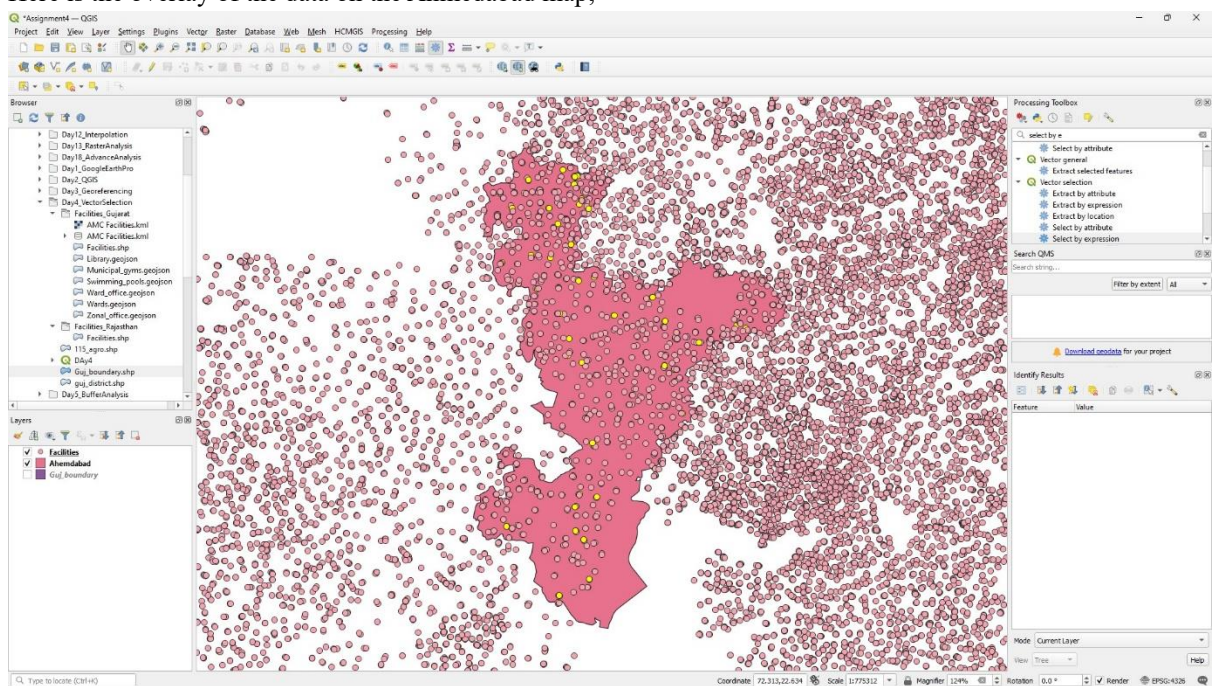 Here is the overlay of the data on the Ahmedabad map;
*Assignment4 — QGIS
Project Edit View Layer Settings Plugins Vector Raster Database Web Mesh HCMGIS Processing Help
Browser
Day12_Interpolation
Day13_RasterAnalysis
Day18_AdvanceAnalysis
Day1_GoogleEarthPro
Day2_QGIS
Day3_Georeferencing
Day4_VectorSelection
Facilities_Gujarat
AMC Facilities.kml
AMC Facilities.kml
Facilities.shp
Library.geojson
Municipal_gyms.geojson
Swimming_pools.geojson
Ward_office.geojson
Wards.geojson
Zonal_office.geojson
Facilities_Rajasthan
Facilities.shp
115_agro.shp
DAy4
Guj_boundary.shp
guj_district.shp
Day5_BufferAnalysis
Layers
Facilities
Ahemdabad
Guj_boundary
Processing Toolbox
select by e
Select by attribute
Vector general
Extract selected features
Vector selection
Extract by attribute
Extract by expression
Extract by location
Select by attribute
Select by expression
Search QMS
Search string...
Filter by extent All
Download geodata for your project
Identify Results
Feature Value
Mode Current Layer
View Tree Help
Type to locate (Ctrl+K) Coordinate 72.313,22.634 Scale 1:775312 Magnifier 124% Rotation 0.0 ° Render EPSG:4326